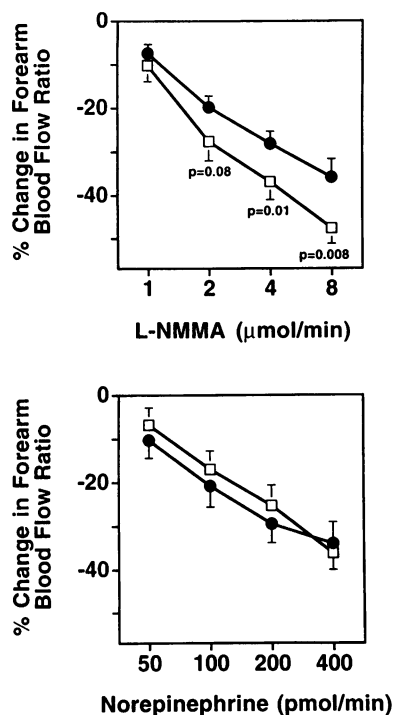 % Change in Forearm
Blood Flow Ratio
0
-20
-40
p=0.08
p=0.01
p=0.008
1 2 4 8
L-NMMA (μmol/min)
% Change in Forearm
Blood Flow Ratio
0
-20
-40
50 100 200 400
Norepinephrine (pmol/min)